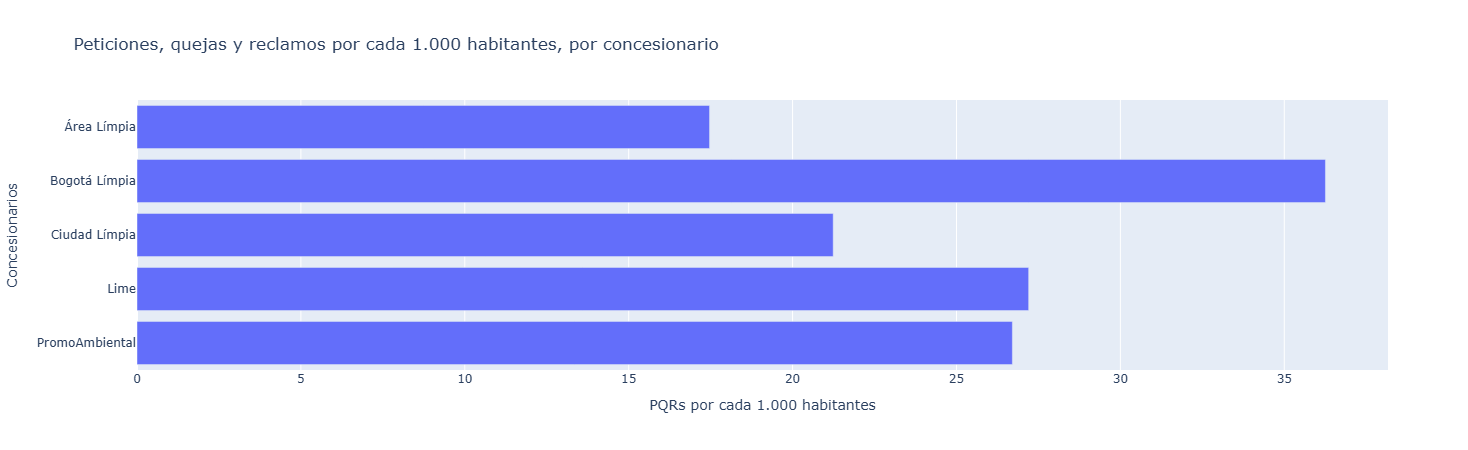 Peticiones, quejas y reclamos por cada 1.000 habitantes, por concesionario
Concesionarios
Área Límpia
Bogotá Límpia
Ciudad Límpia
Lime
PromoAmbiental
0 5 10 15 20 25 30 35
PQRs por cada 1.000 habitantes